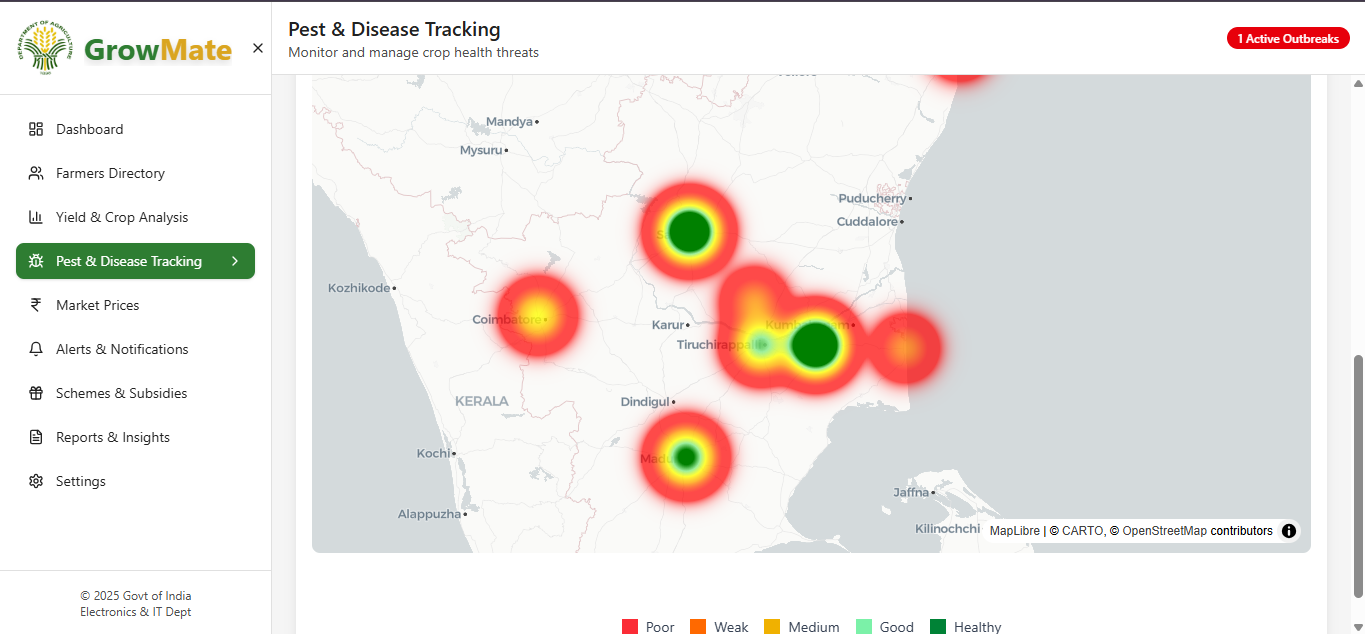 DEPARTMENT OF AGRICULTURE
GrowMate
Dashboard
Farmers Directory
Yield & Crop Analysis
Pest & Disease Tracking
Market Prices
Alerts & Notifications
Schemes & Subsidies
Reports & Insights
Settings
© 2025 Govt of India
Electronics & IT Dept
Pest & Disease Tracking
Monitor and manage crop health threats
1 Active Outbreaks
Mandya
Mysuru
Puducherry
Cuddalore
Kozhikode
Coimbatore
Karur
Tiruchirappalli
KERALA
Dindigul
Kochi
Jaffna
Alappuzha
Kilinochchi
MapLibre | © CARTO, © OpenStreetMap contributors
Poor Weak Medium Good Healthy